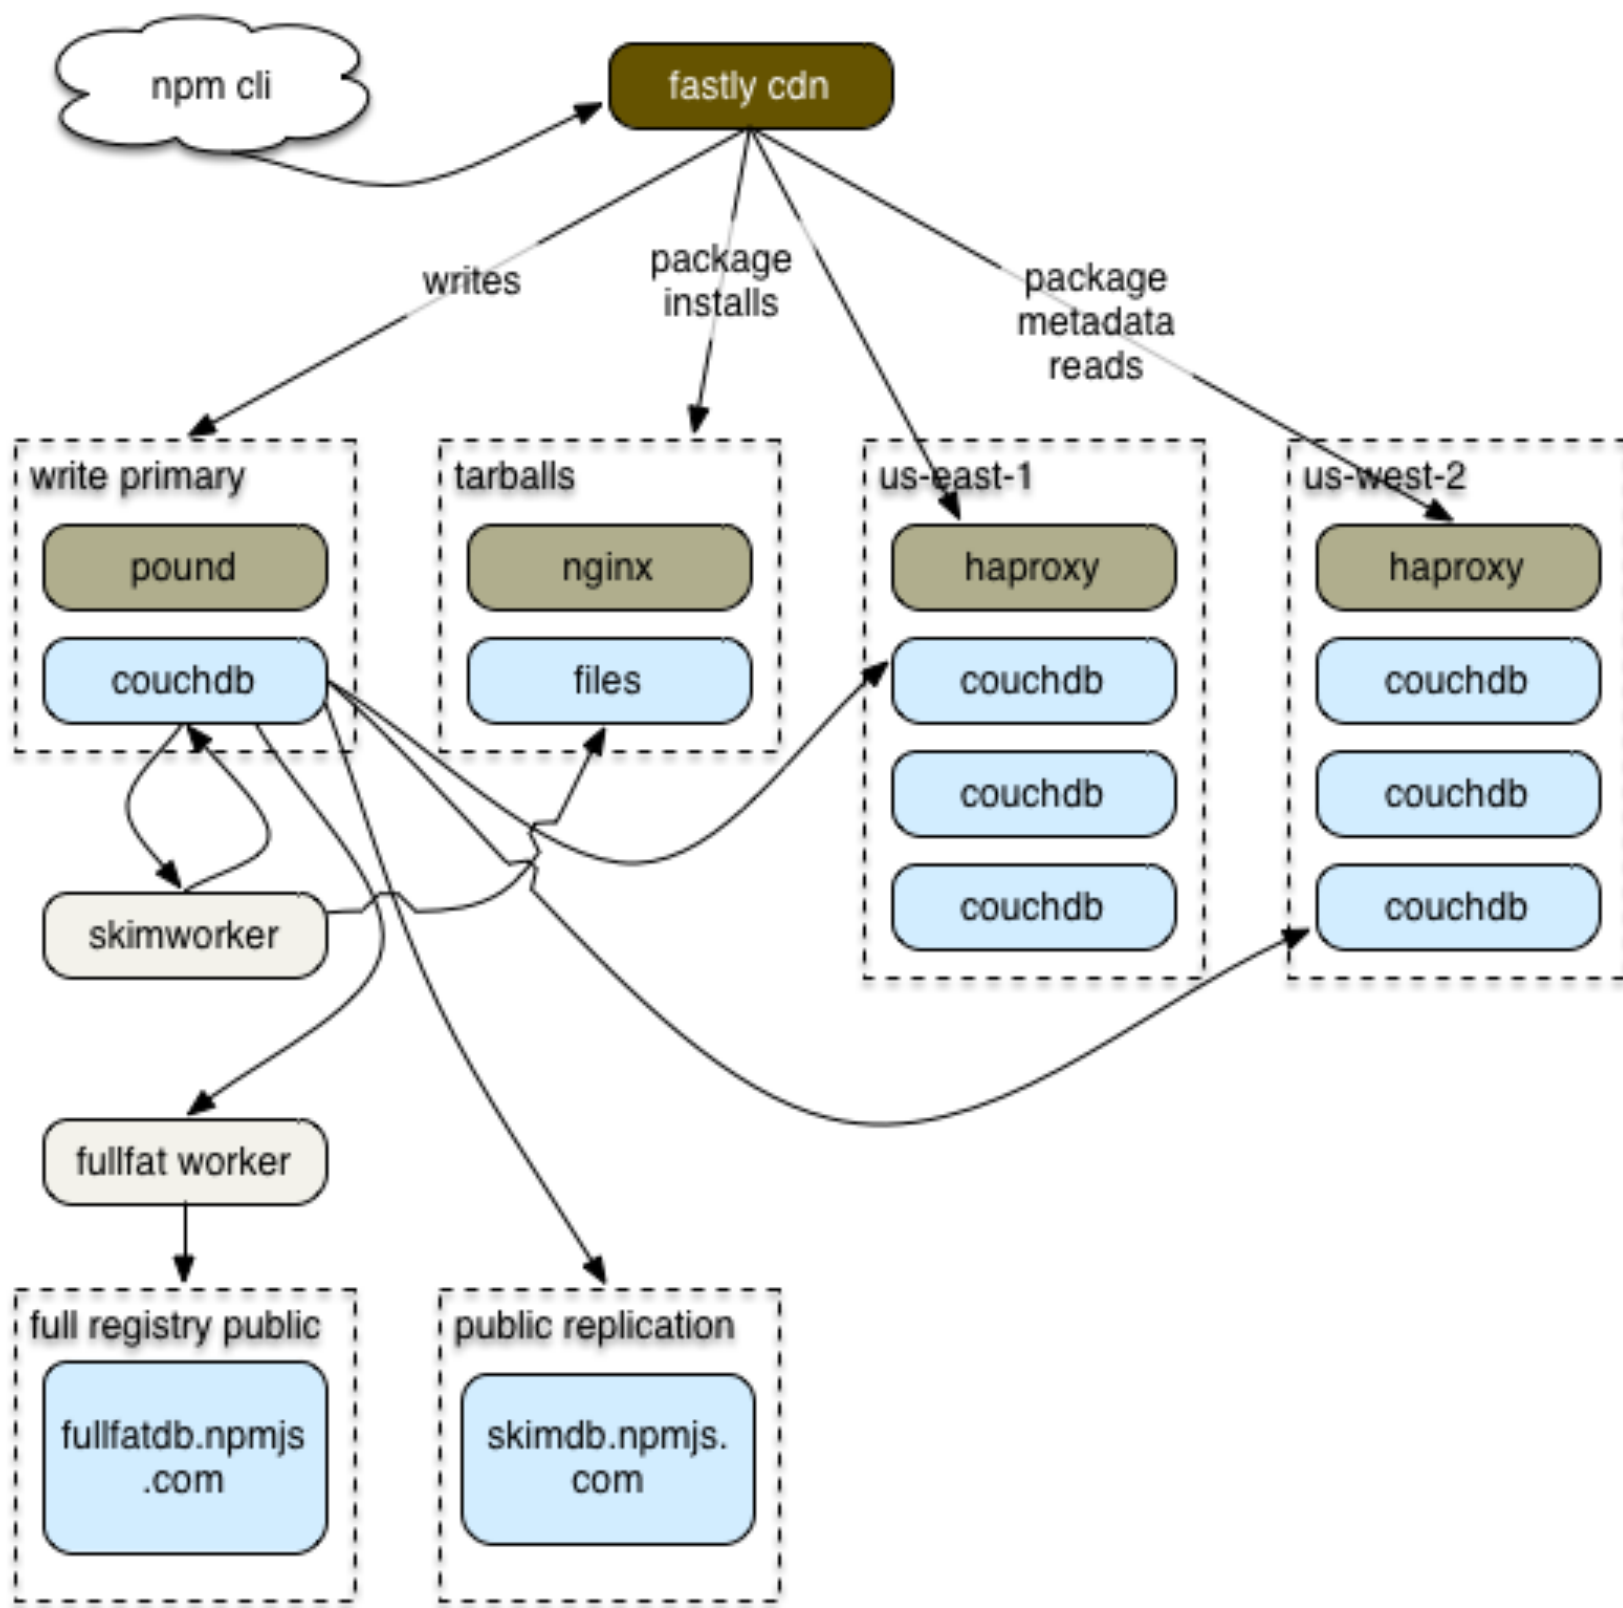 npm cli
fastly cdn
writes
package
installs
package
metadata
reads
write primary
pound
couchdb
tarballs
nginx
files
us-east-1
haproxy
couchdb
couchdb
couchdb
us-west-2
haproxy
couchdb
couchdb
couchdb
skimworker
fullfat worker
full registry public
fullfatdb.npmjs
.com
public replication
skimdb.npmjs.
com